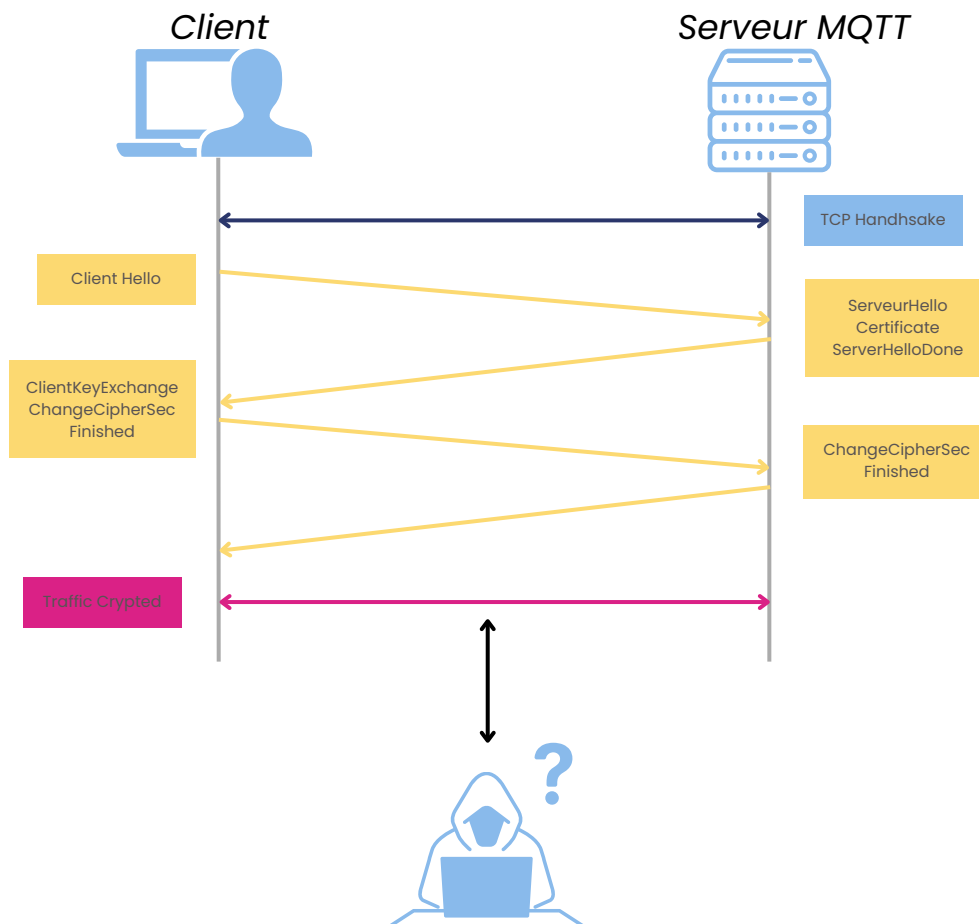 Client
Serveur MQTT
TCP Handhsake
Client Hello
ServeurHello
Certificate
ServerHelloDone
ClientKeyExchange
ChangeCipherSec
Finished
ChangeCipherSec
Finished
Traffic Crypted
?